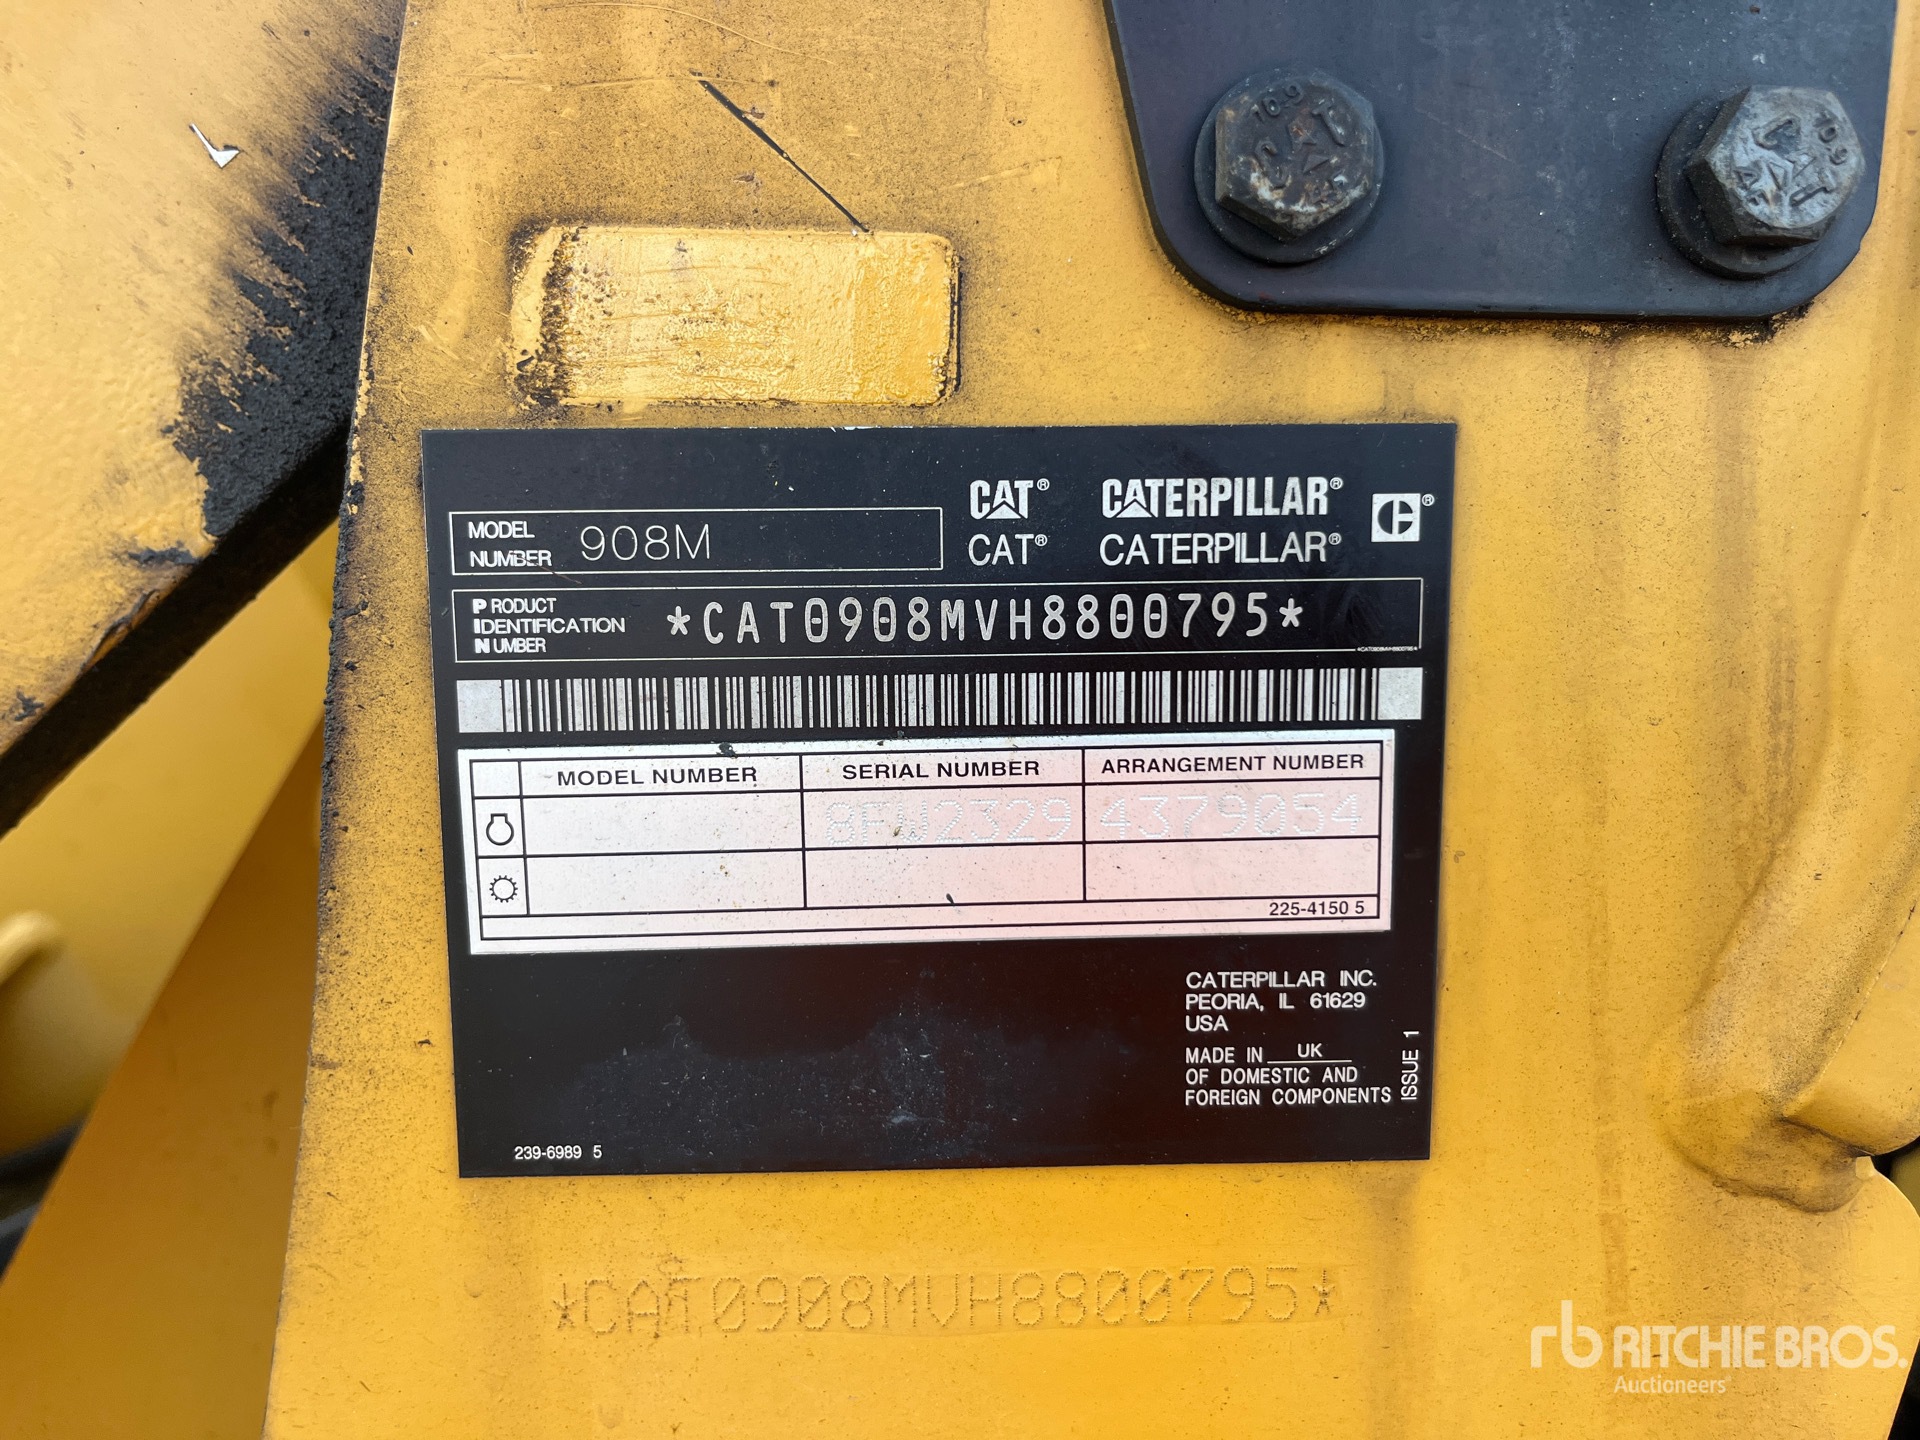 MODEL
NUMBER 908M
CAT® CATERPILLAR®
CAT® CATERPILLAR®
PRODUCT
IDENTIFICATION
NUMBER
*CAT0908MVH8800795*
*CAT0908MVH8800795*
MODEL NUMBER SERIAL NUMBER ARRANGEMENT NUMBER
8FW2329 4379054
225-4150 5
CATERPILLAR INC.
PEORIA, IL 61629
USA
MADE IN UK
OF DOMESTIC AND
FOREIGN COMPONENTS
ISSUE 1
239-6989 5
*CAT0908MVH8800795*
rb RITCHIE BROS.
Auctioneers
10.9
10.9